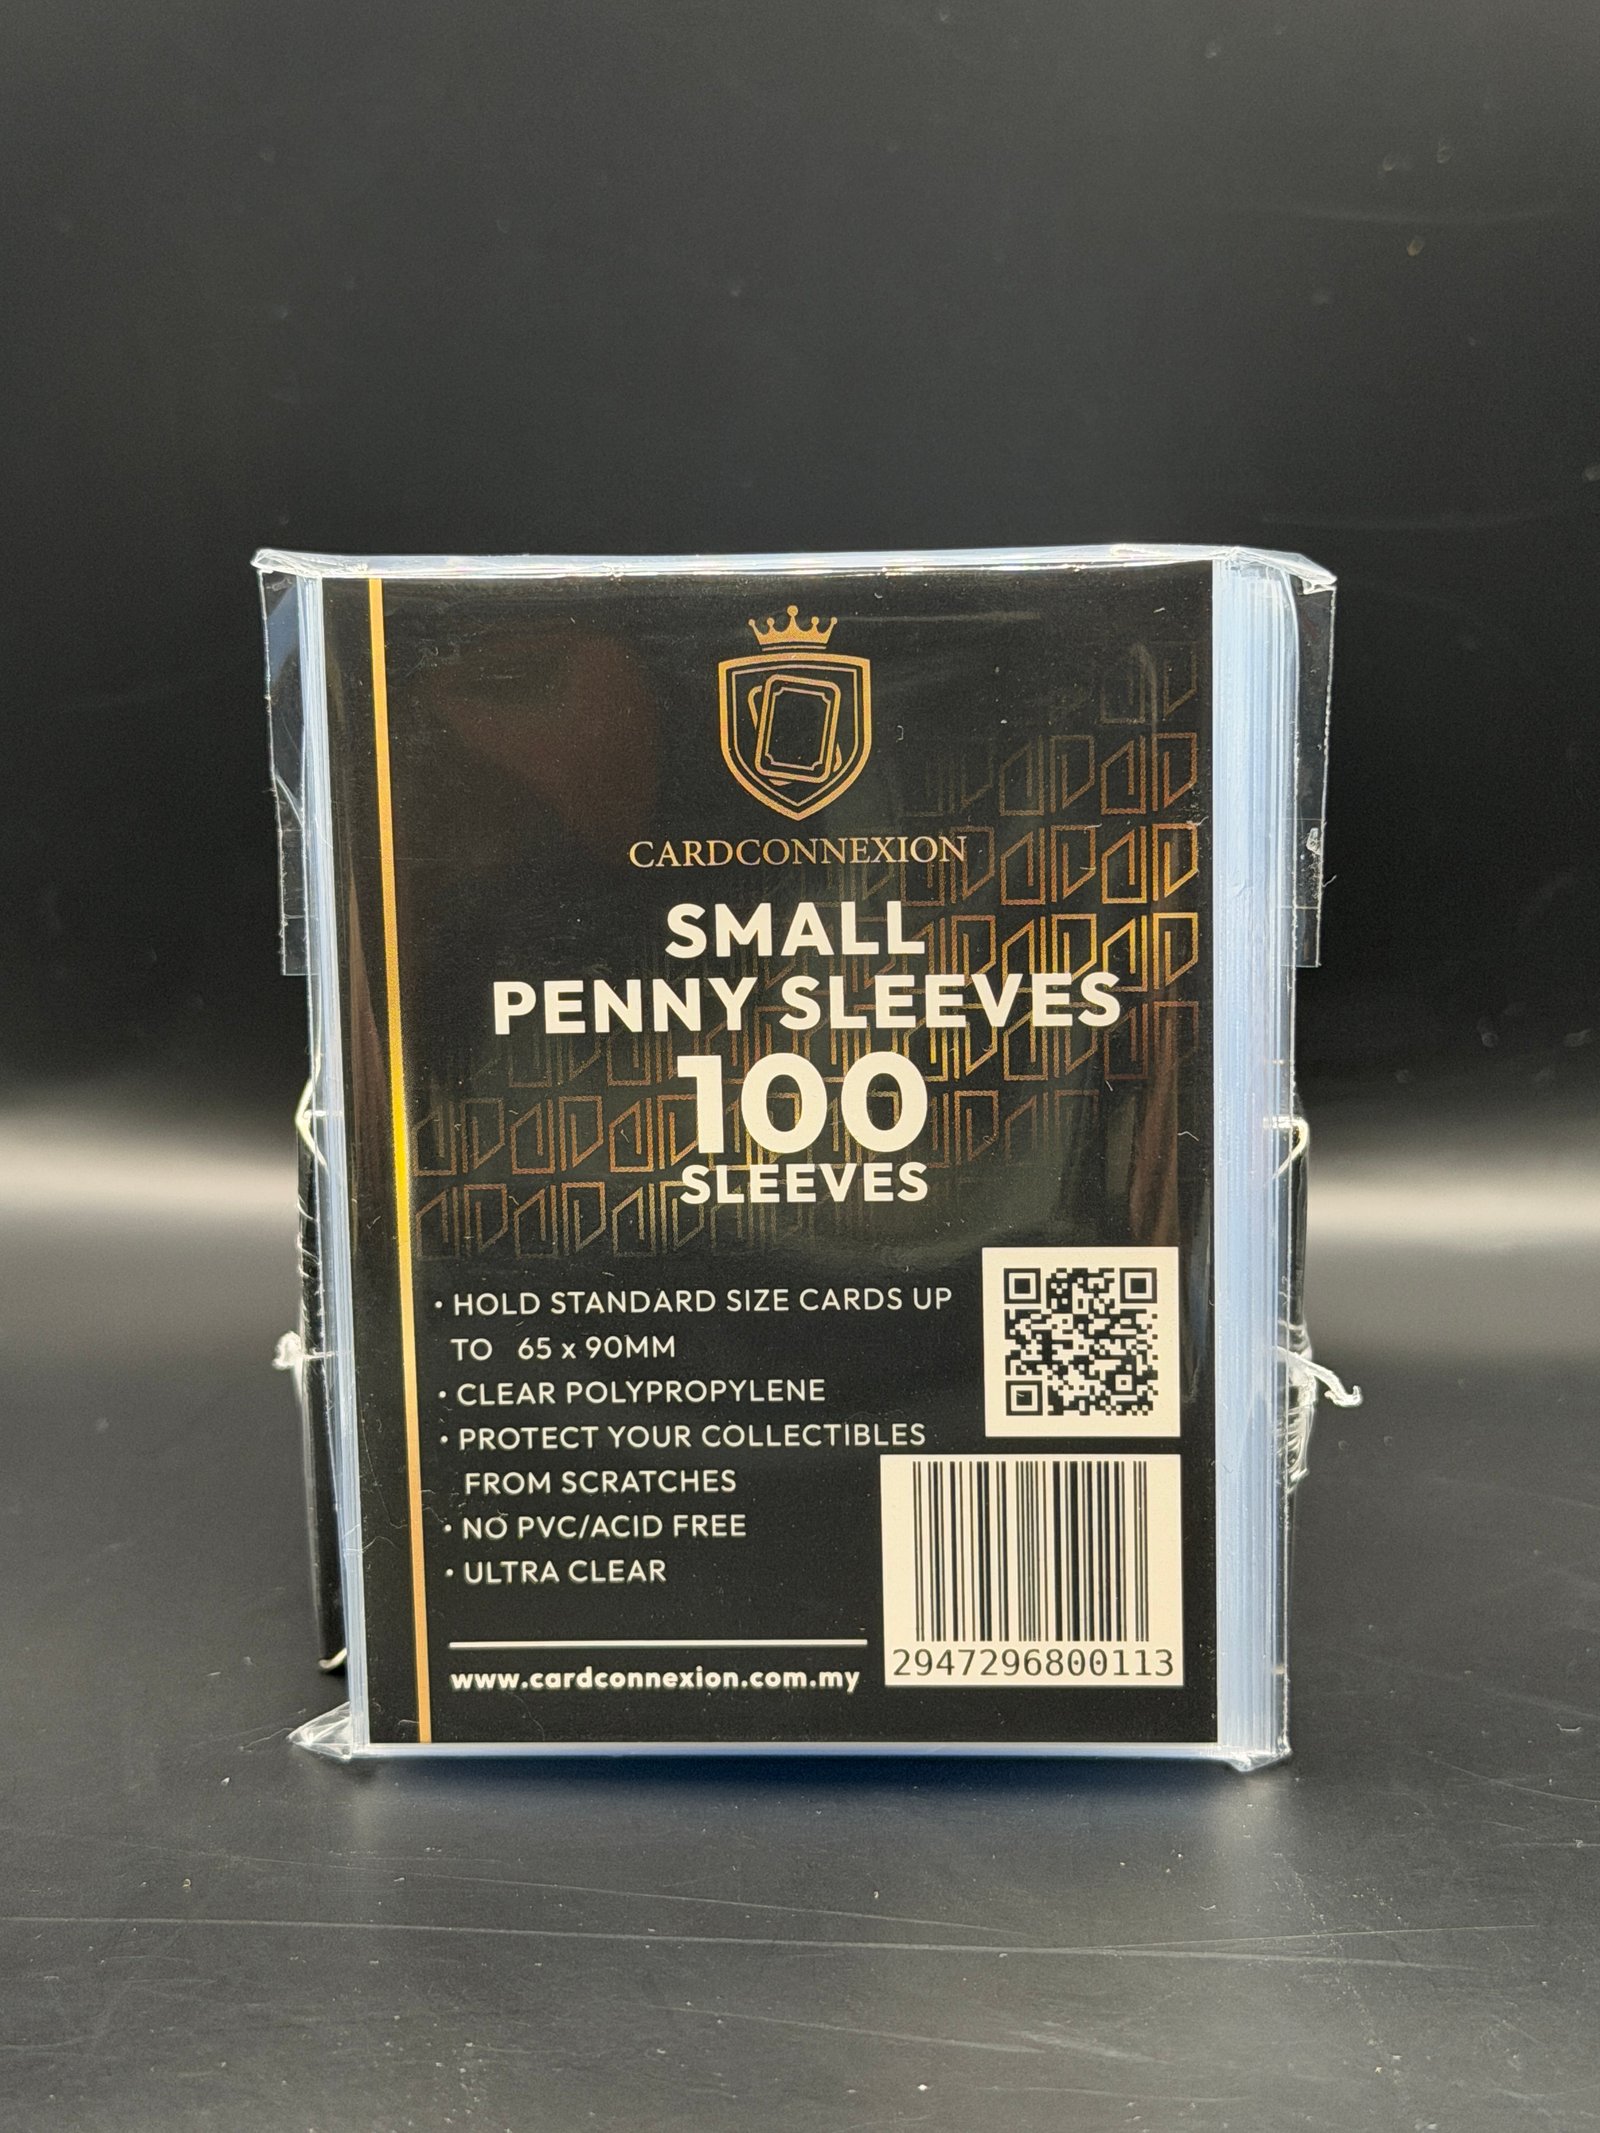 CARDCONNEXION
SMALL
PENNY SLEEVES
100
SLEEVES
• HOLD STANDARD SIZE CARDS UP
TO 65 x 90MM
• CLEAR POLYPROPYLENE
• PROTECT YOUR COLLECTIBLES
FROM SCRATCHES
• NO PVC/ACID FREE
• ULTRA CLEAR
www.cardconnexion.com.my
2947296800113